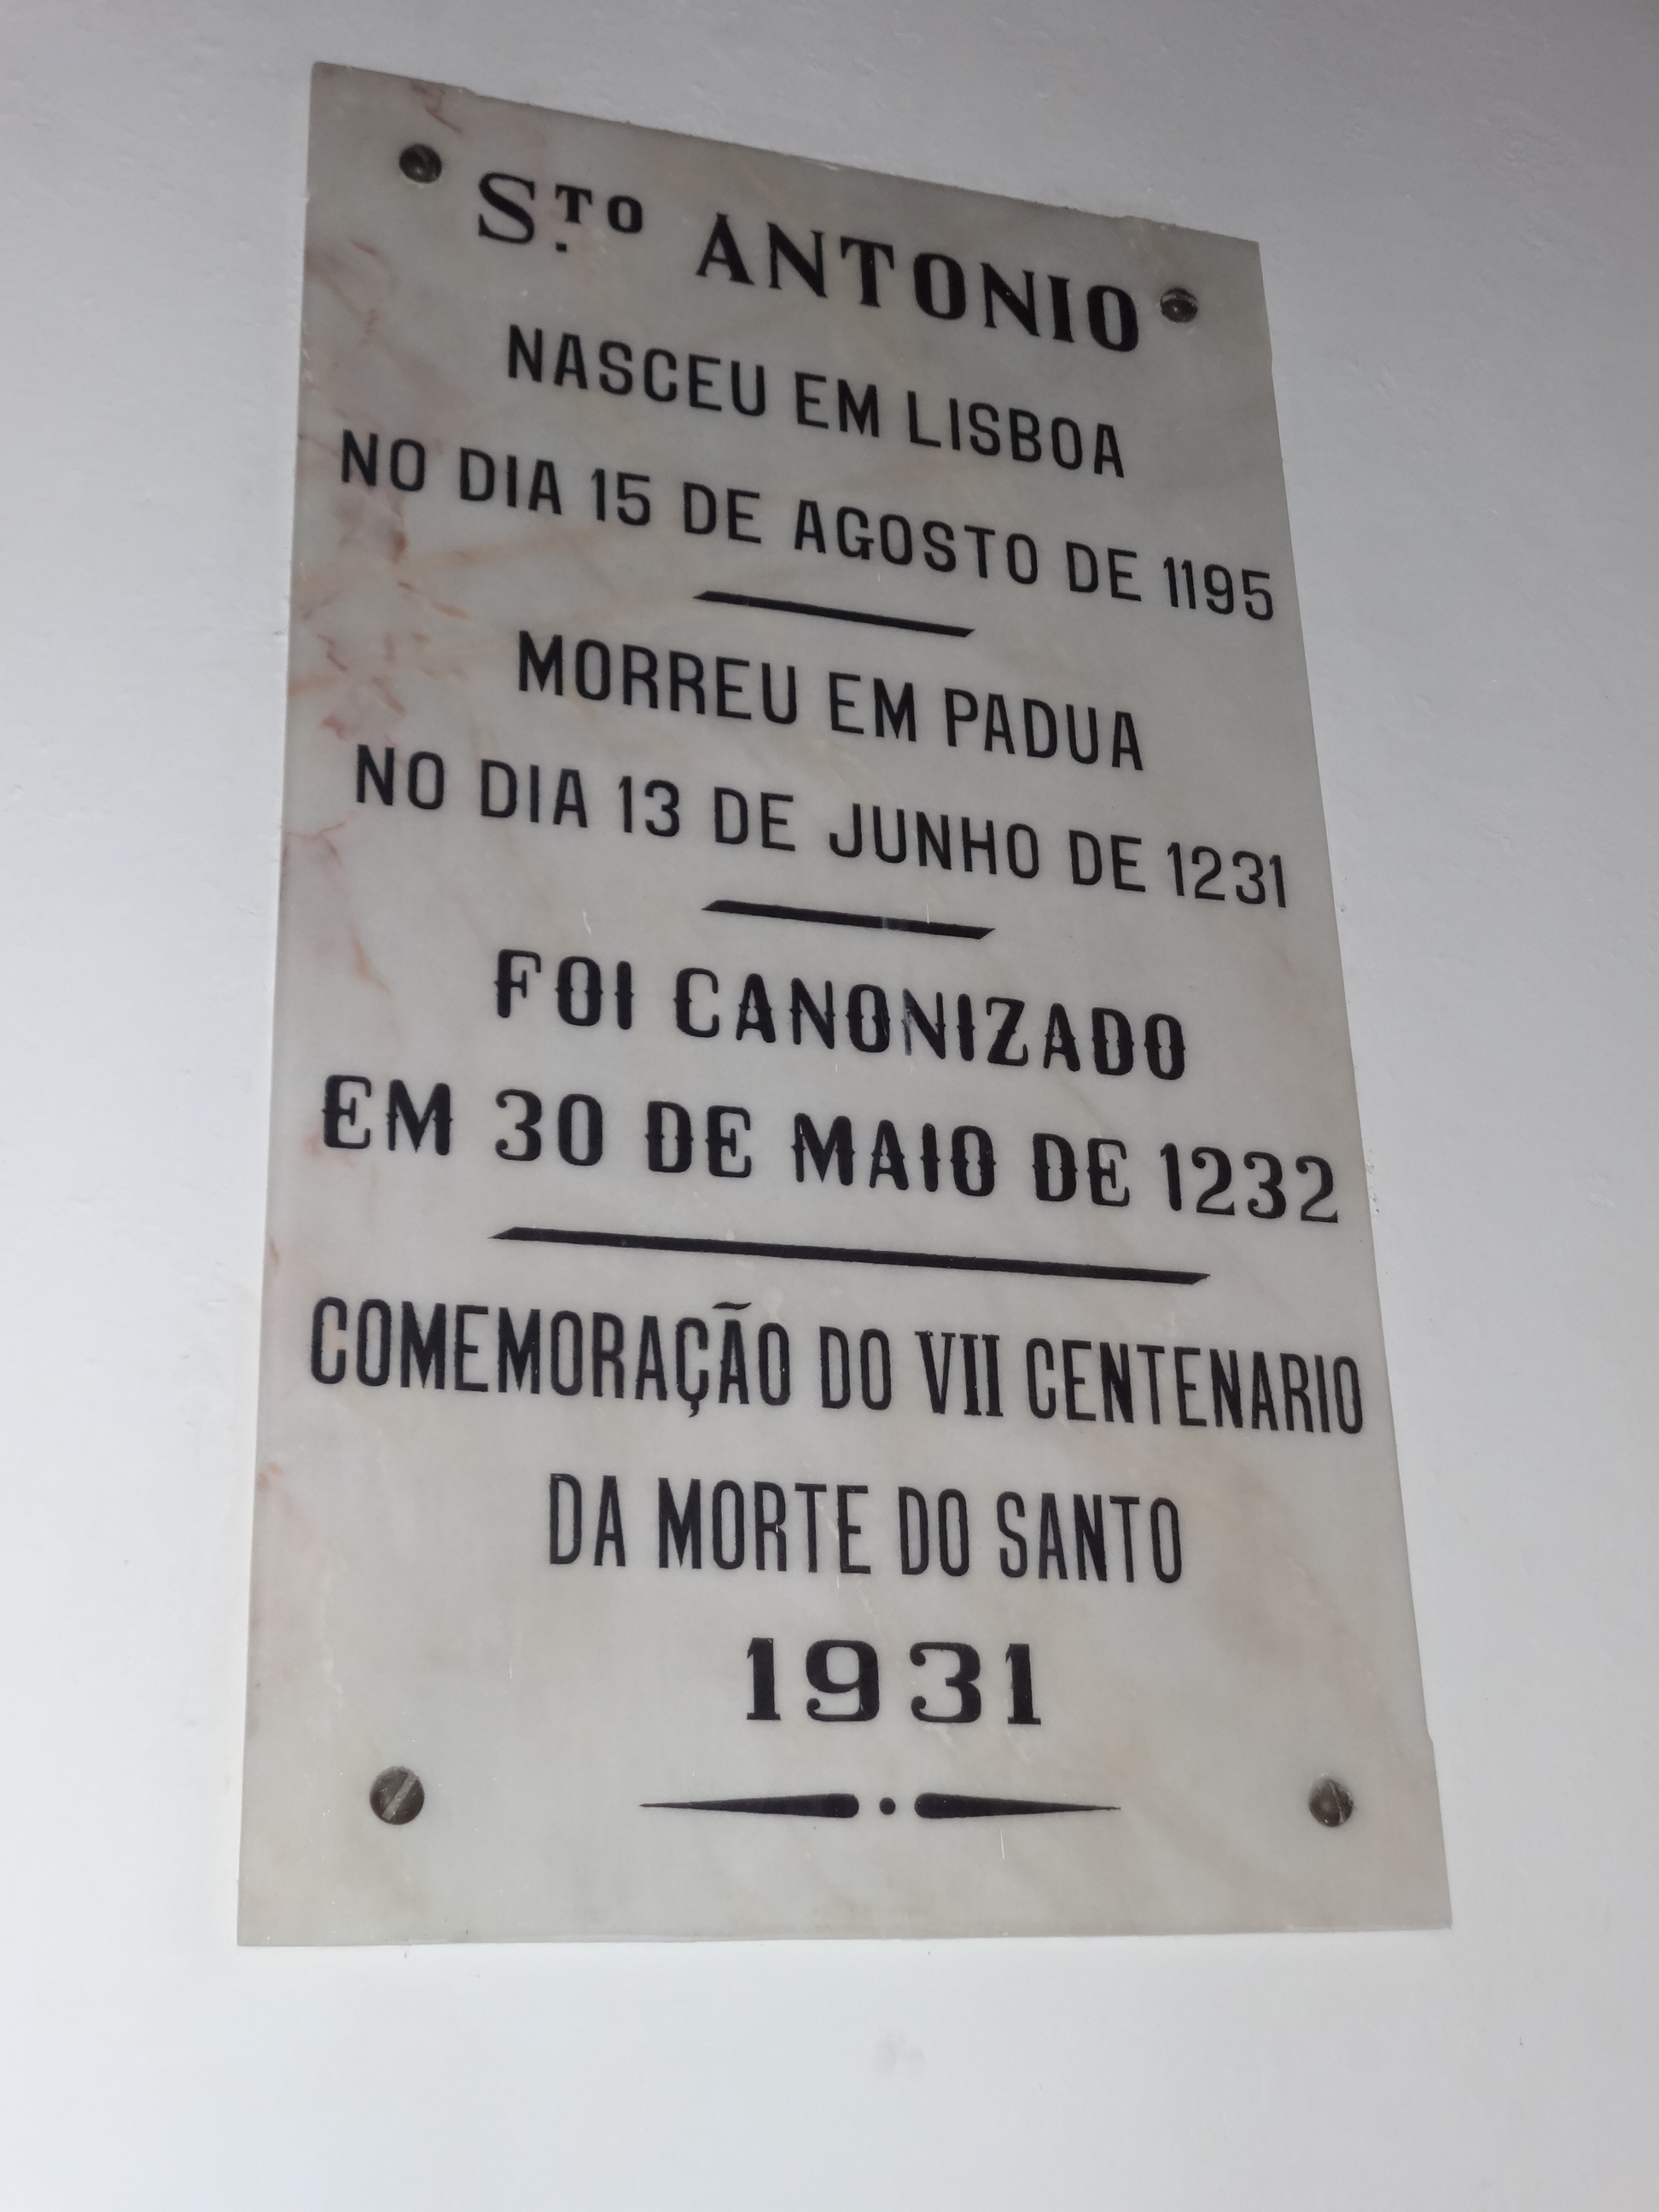 S.TO ANTONIO
NASCEU EM LISBOA
NO DIA 15 DE AGOSTO DE 1195
MORREU EM PADUA
NO DIA 13 DE JUNHO DE 1231
FOI CANONIZADO
EM 30 DE MAIO DE 1232
COMEMORAÇÃO DO VII CENTENARIO
DA MORTE DO SANTO
1931